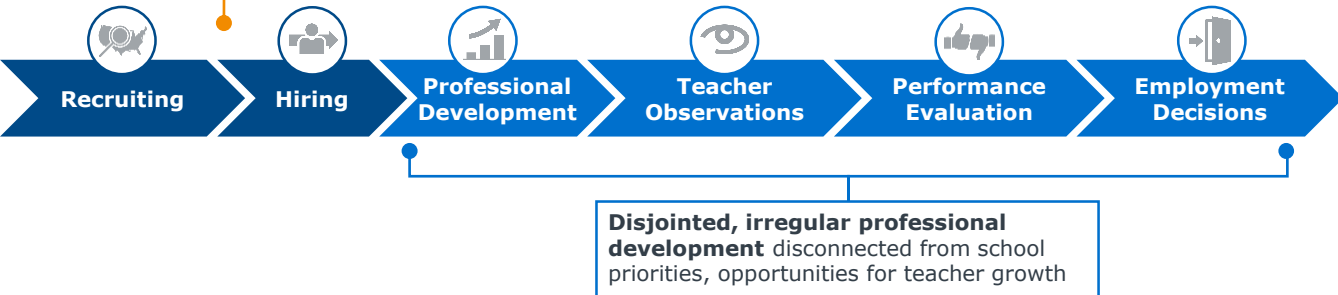 Recruiting
Hiring
Professional
Development
Teacher
Observations
Performance
Evaluation
Employment
Decisions
Disjointed, irregular professional
development disconnected from school
priorities, opportunities for teacher growth